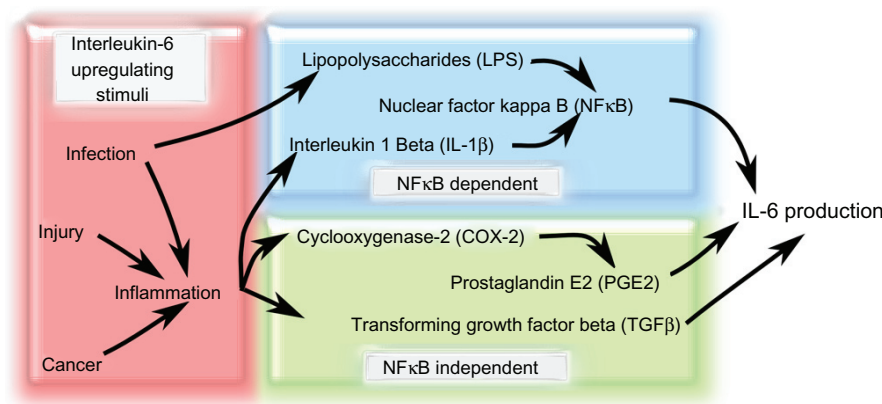 Interleukin-6
upregulating
stimuli
Infection
Injury
Inflammation
Cancer
Lipopolysaccharides (LPS)
Nuclear factor kappa B (NFκB)
Interleukin 1 Beta (IL-1β)
NFκB dependent
Cyclooxygenase-2 (COX-2)
Prostaglandin E2 (PGE2)
Transforming growth factor beta (TGFβ)
NFκB independent
IL-6 production